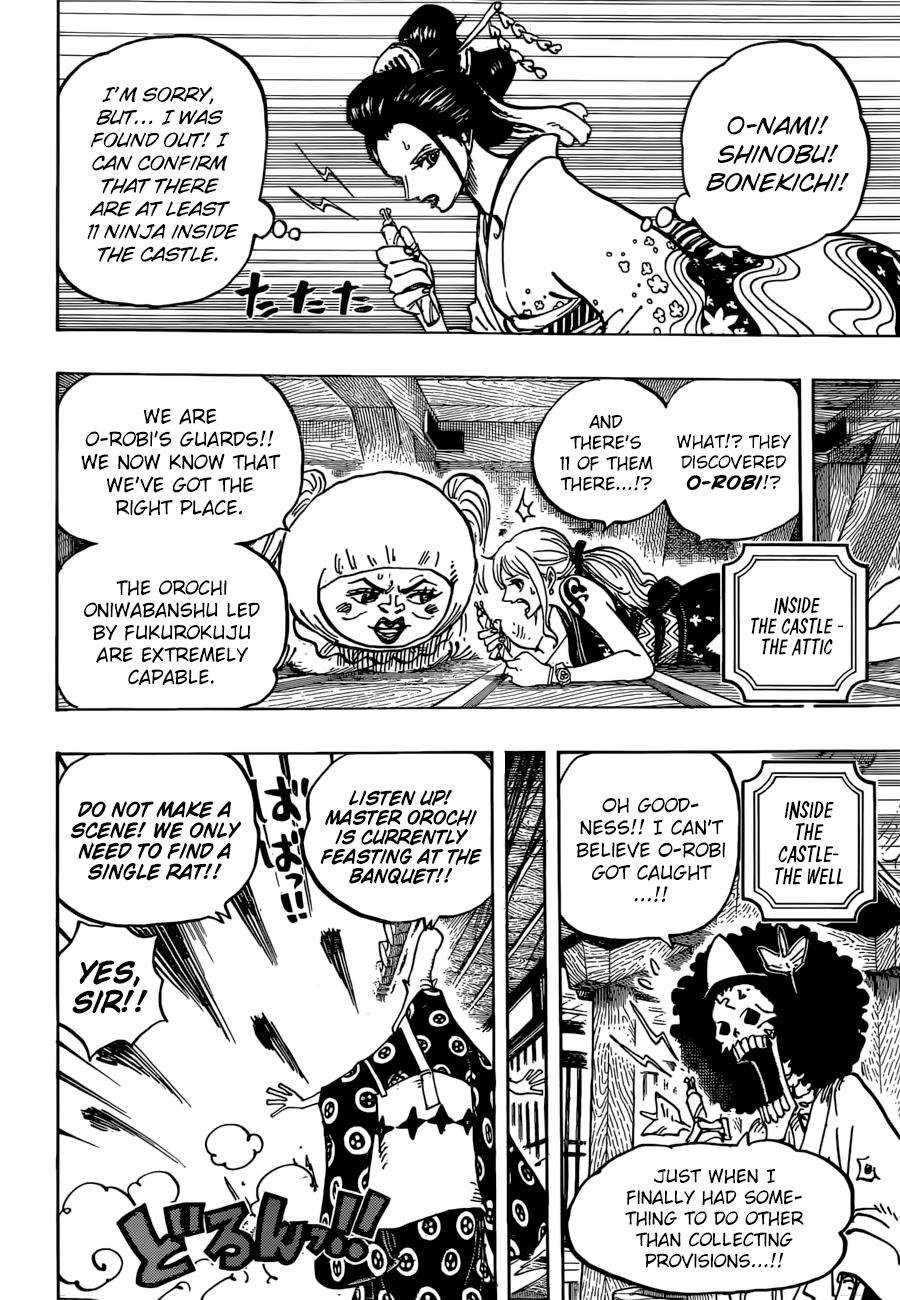 O-NAMI!
SHINOBU!
BONEKICHI!
I'M SORRY,
BUT... I WAS
FOUND OUT! I
CAN CONFIRM
THAT THERE
ARE AT LEAST
11 NINJA INSIDE
THE CASTLE.
たたた
INSIDE
THE CASTLE -
THE ATTIC
WHAT!? THEY
DISCOVERED
O-ROBI!?
AND
THERE'S
11 OF THEM
THERE...!?
WE ARE
O-ROBI'S GUARDS!!
WE NOW KNOW THAT
WE'VE GOT THE
RIGHT PLACE.
THE OROCHI
ONIWABANSHU LED
BY FUKUROKUJU
ARE EXTREMELY
CAPABLE.
INSIDE
THE
CASTLE-
THE WELL
OH GOOD-
NESS!! I CAN'T
BELIEVE O-ROBI
GOT CAUGHT
...!!
JUST WHEN I
FINALLY HAD SOME-
THING TO DO OTHER
THAN COLLECTING
PROVISIONS...!!
LISTEN UP!
MASTER OROCHI
IS CURRENTLY
FEASTING AT THE
BANQUET!!
ばばっ!!
DO NOT MAKE A
SCENE! WE ONLY
NEED TO FIND A
SINGLE RAT!!
YES,
SIR!!
どろんっ!!